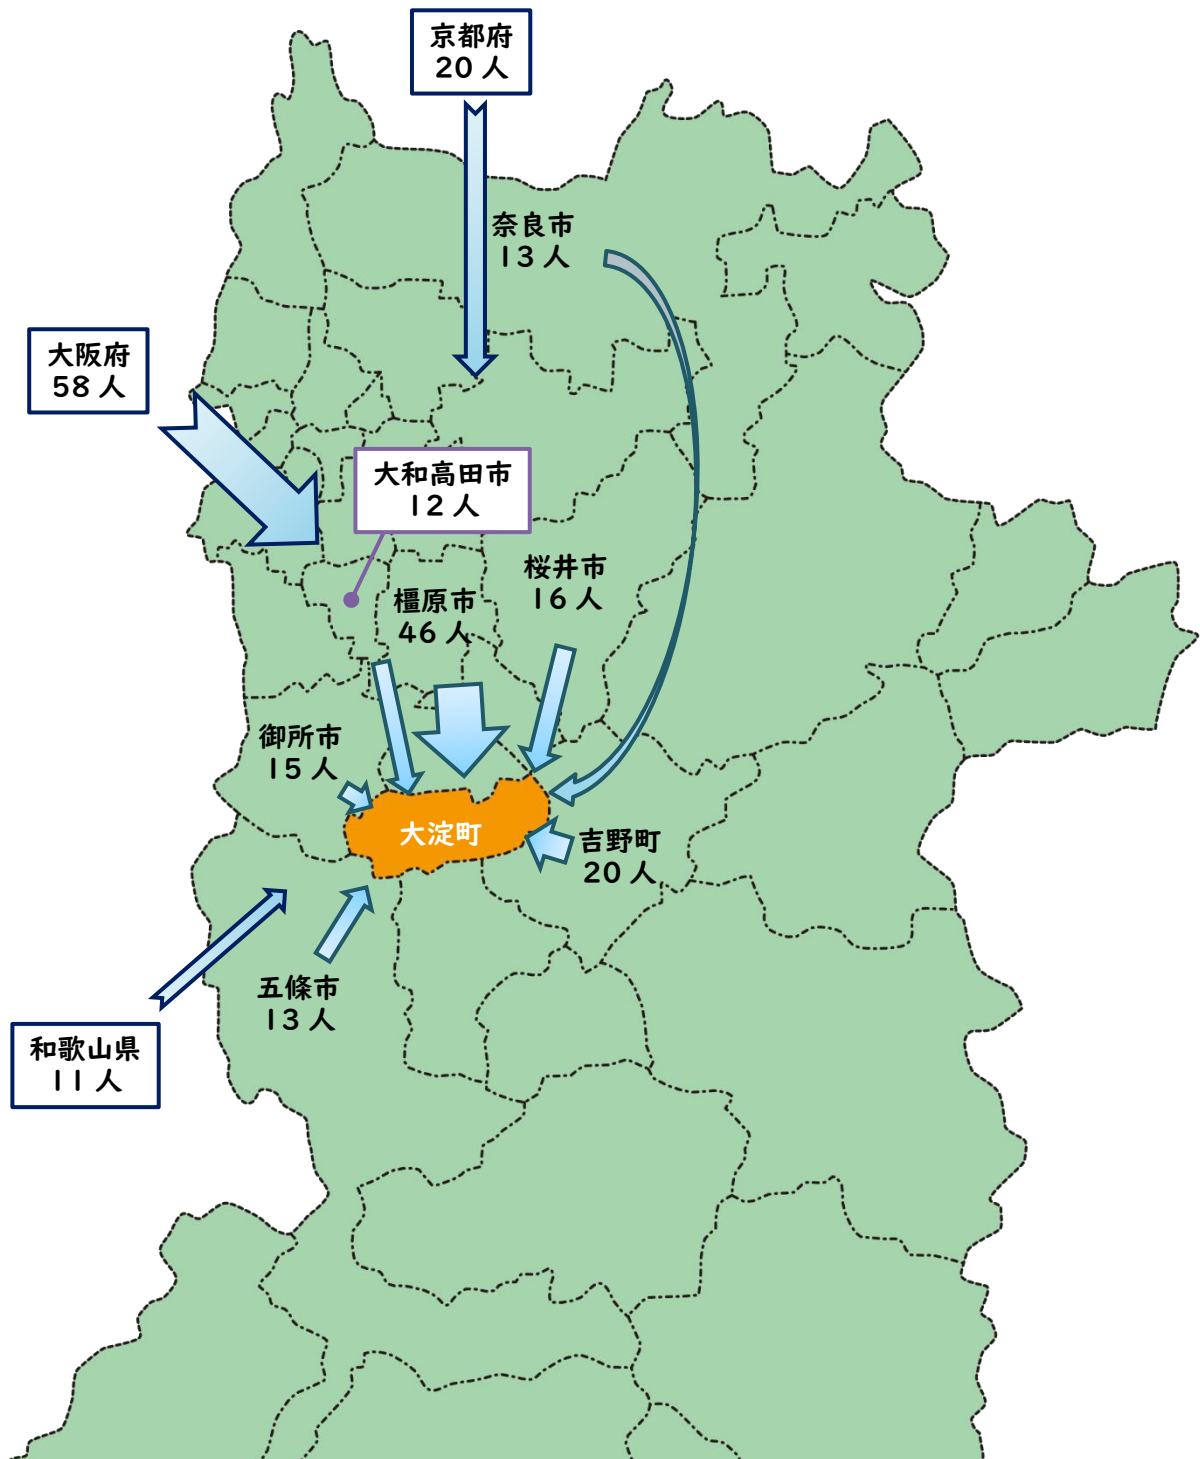 京都府
20人
奈良市
13人
大阪府
58人
大和高田市
12人
桜井市
16人
橿原市
46人
御所市
15人
大淀町
吉野町
20人
五條市
13人
和歌山県
11人